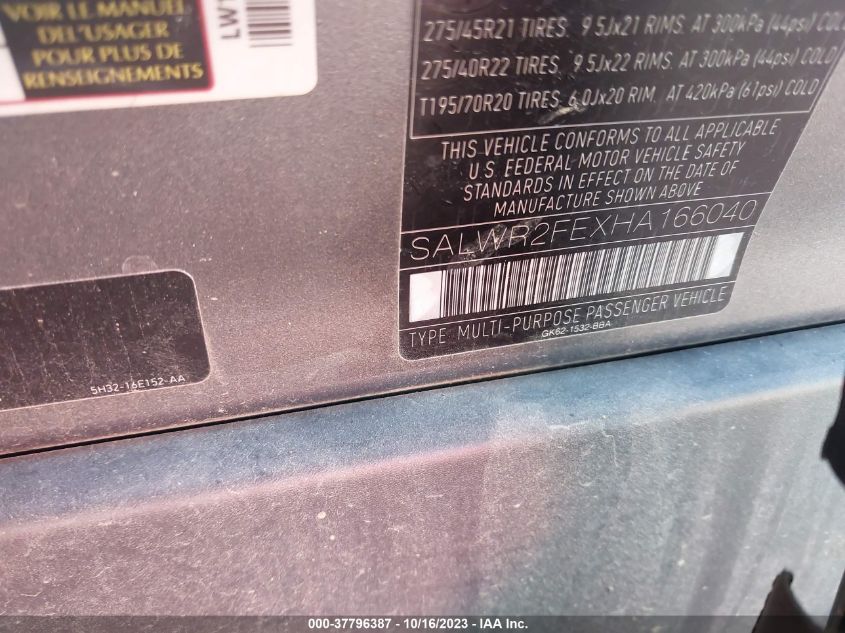 VOIR LE MANUEL
DEL'USAGER
POUR PLUS DE
RENSEIGNEMENTS
LW1
275/45R21 TIRES. 9.5Jx21 RIMS. AT 300kPa (44psi) COL
275/40R22 TIRES. 9.5Jx22 RIMS. AT 300kPa (44psi) COLD
T195/70R20 TIRES. 6.0Jx20 RIM. AT 420kPa (61psi) COLD
THIS VEHICLE CONFORMS TO ALL APPLICABLE
U.S. FEDERAL MOTOR VEHICLE SAFETY
STANDARDS IN EFFECT ON THE DATE OF
MANUFACTURE SHOWN ABOVE
SALWR2FEXHA166040
TYPE MULTI-PURPOSE PASSENGER VEHICLE
GK62-1532-BBA
5H32-16E152-AA
000-37796387 - 10/16/2023 - IAA Inc.